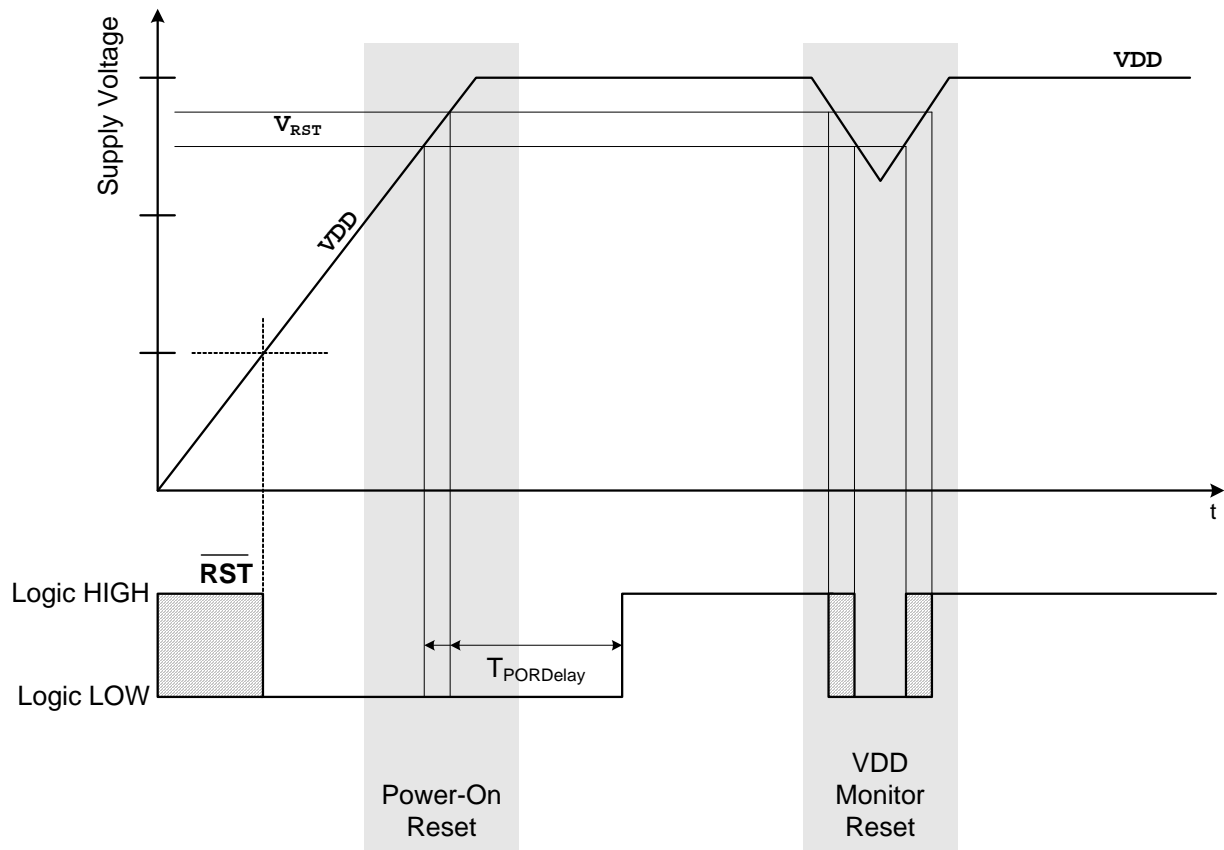 Supply Voltage
VDD
V_RST
VDD
t
RST
Logic HIGH
T_PORDelay
Logic LOW
Power-On
Reset
VDD
Monitor
Reset